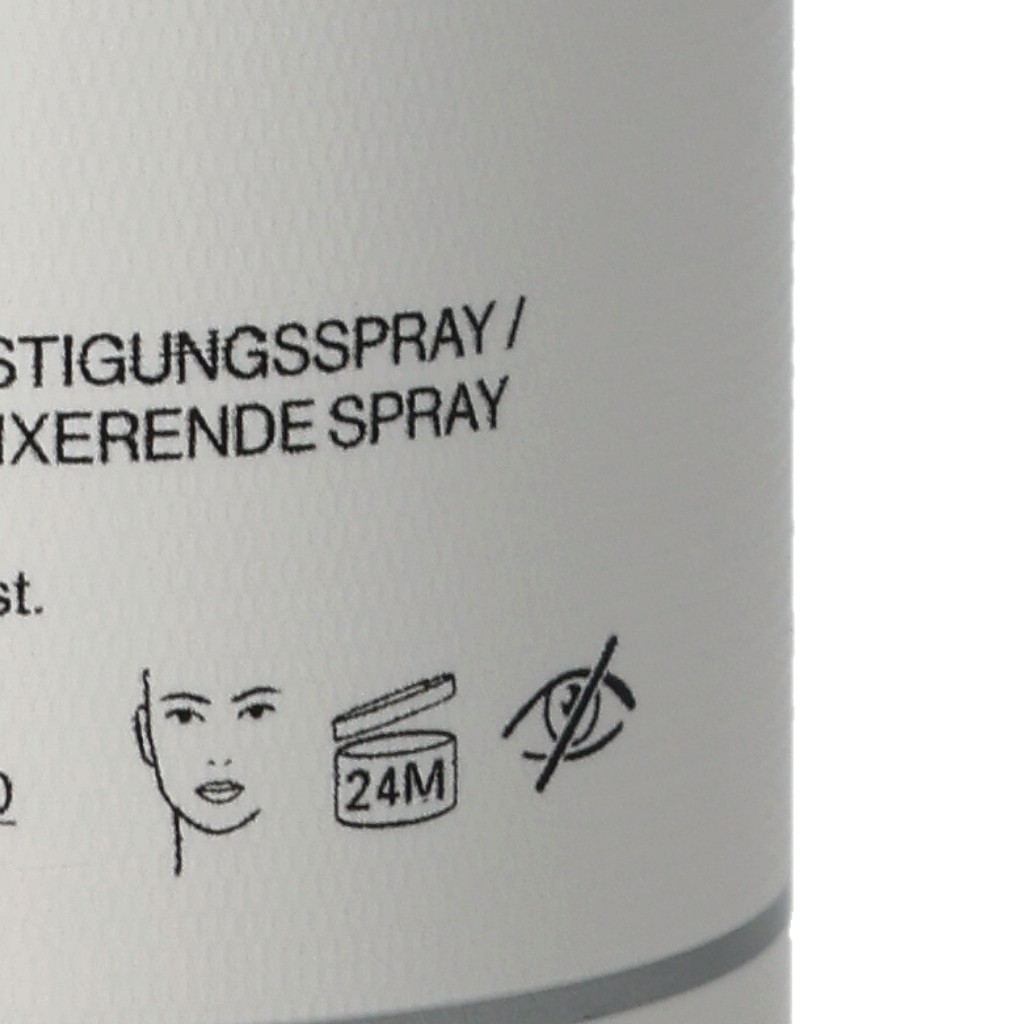 STIGUNGSSPRAY /
IXERENDE SPRAY
st.
24M